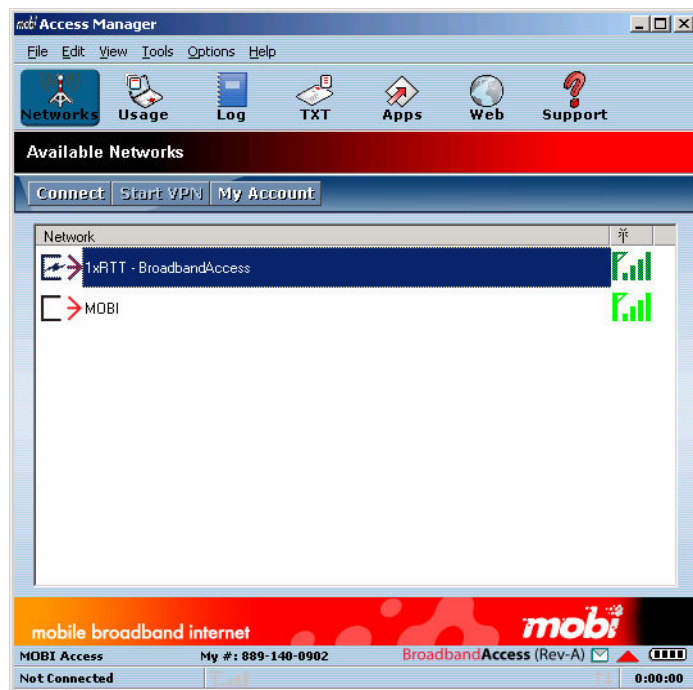 mobi Access Manager
File Edit View Tools Options Help
Networks Usage Log TXT Apps Web Support
Available Networks
Connect Start VPN My Account
Network
1xRTT - BroadbandAccess
MOBI
mobile broadband internet mobi
MOBI Access My #: 889-140-0902 BroadbandAccess (Rev-A)
Not Connected 0:00:00